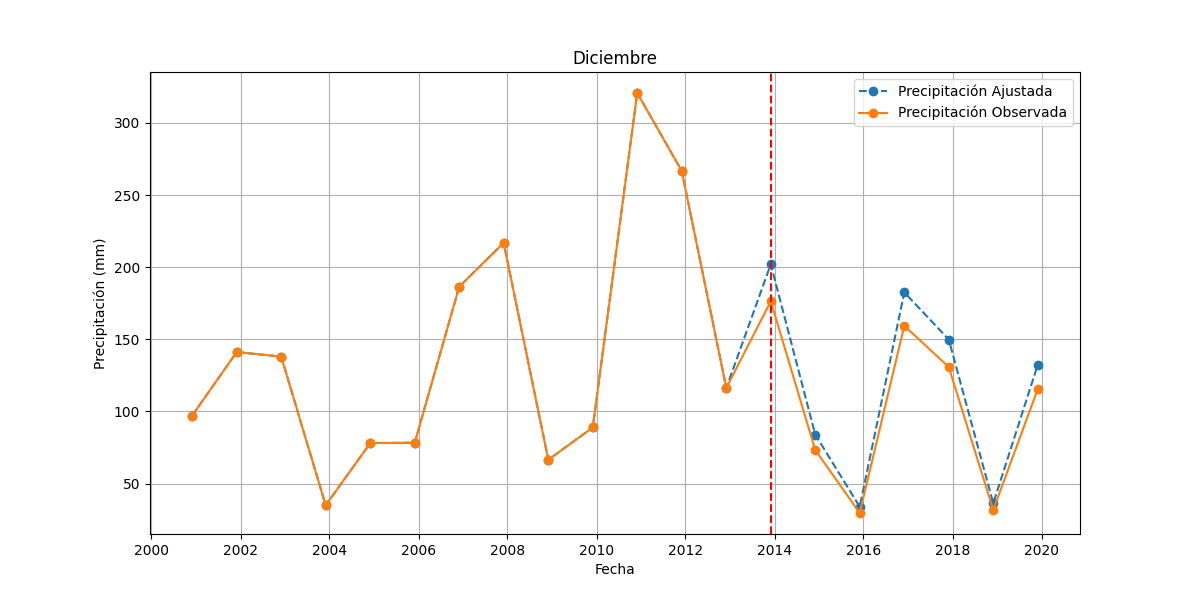 Diciembre
Precipitación Ajustada
Precipitación Observada
Precipitación (mm)
300
250
200
150
100
50
2000 2002 2004 2006 2008 2010 2012 2014 2016 2018 2020
Fecha